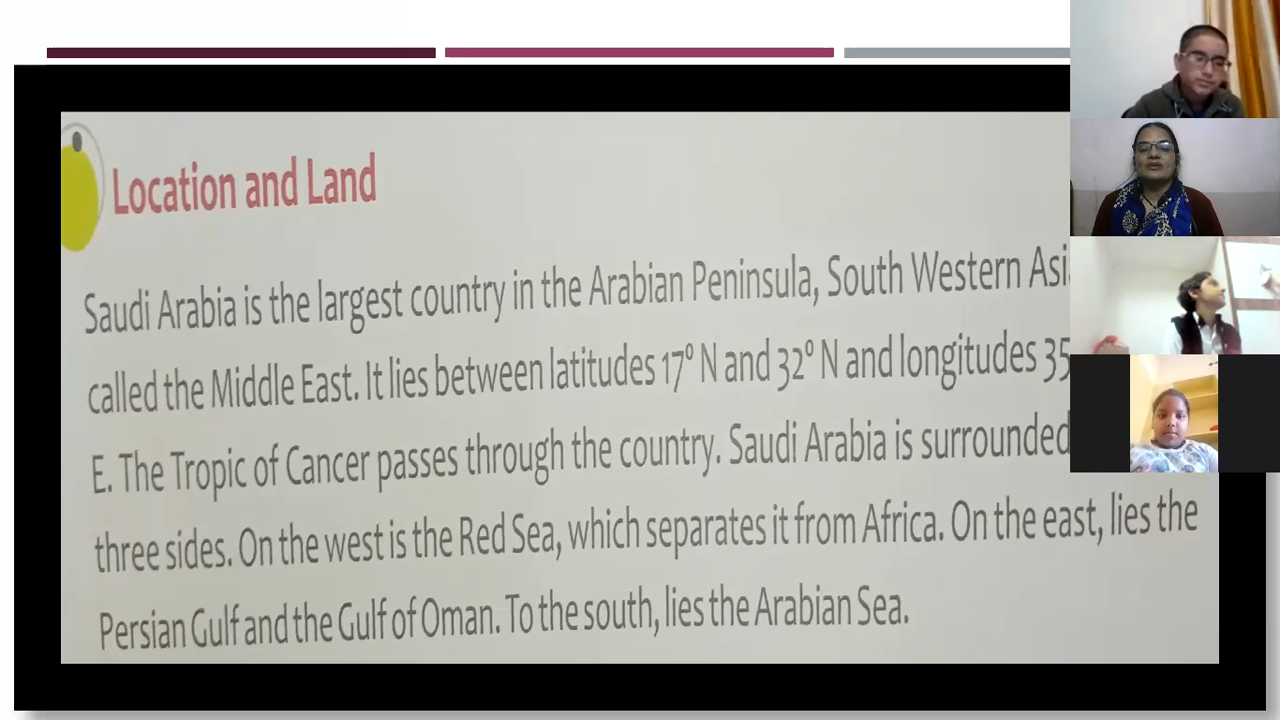 Location and Land
Saudi Arabia is the largest country in the Arabian Peninsula, South Western
called the Middle East. It lies between latitudes 17° N and 32° N and longitudes
E. The Tropic of Cancer passes through the country. Saudi Arabia is surrounded
three sides. On the west is the Red Sea, which separates it from Africa. On the east, lies the
Persian Gulf and the Gulf of Oman. To the south, lies the Arabian Sea.